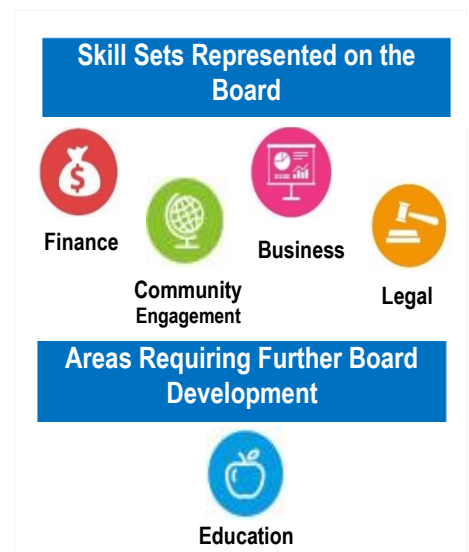 Skill Sets Represented on the
Board
$
Finance
Community
Engagement
Business
Legal
Areas Requiring Further Board
Development
Education